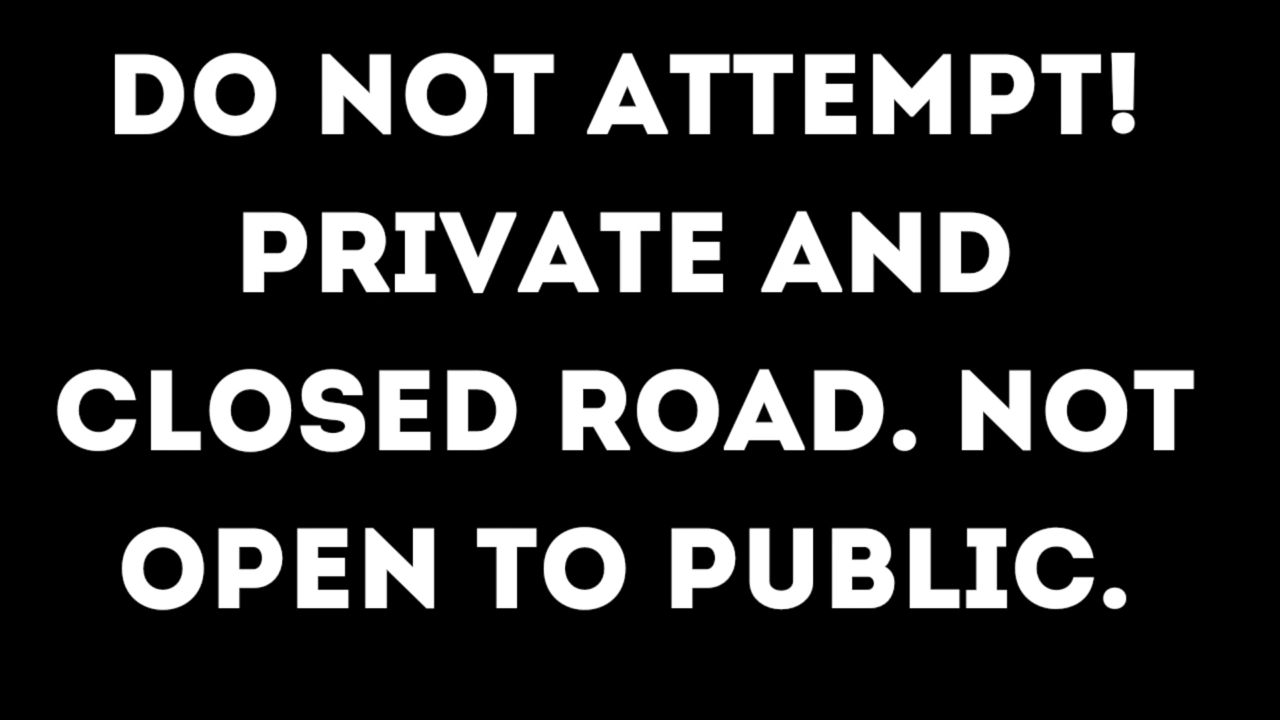 DO NOT ATTEMPT!
PRIVATE AND
CLOSED ROAD. NOT
OPEN TO PUBLIC.